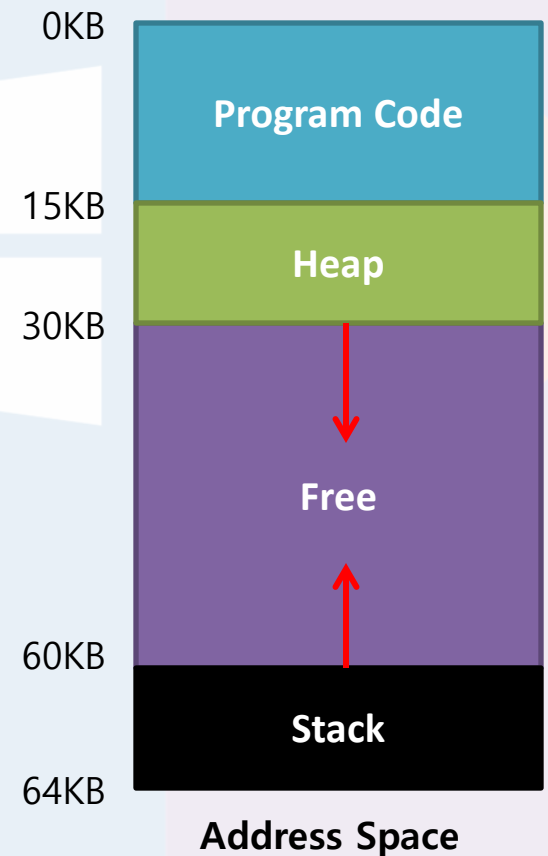 0KB
Program Code
15KB
Heap
30KB
Free
60KB
Stack
64KB
Address Space